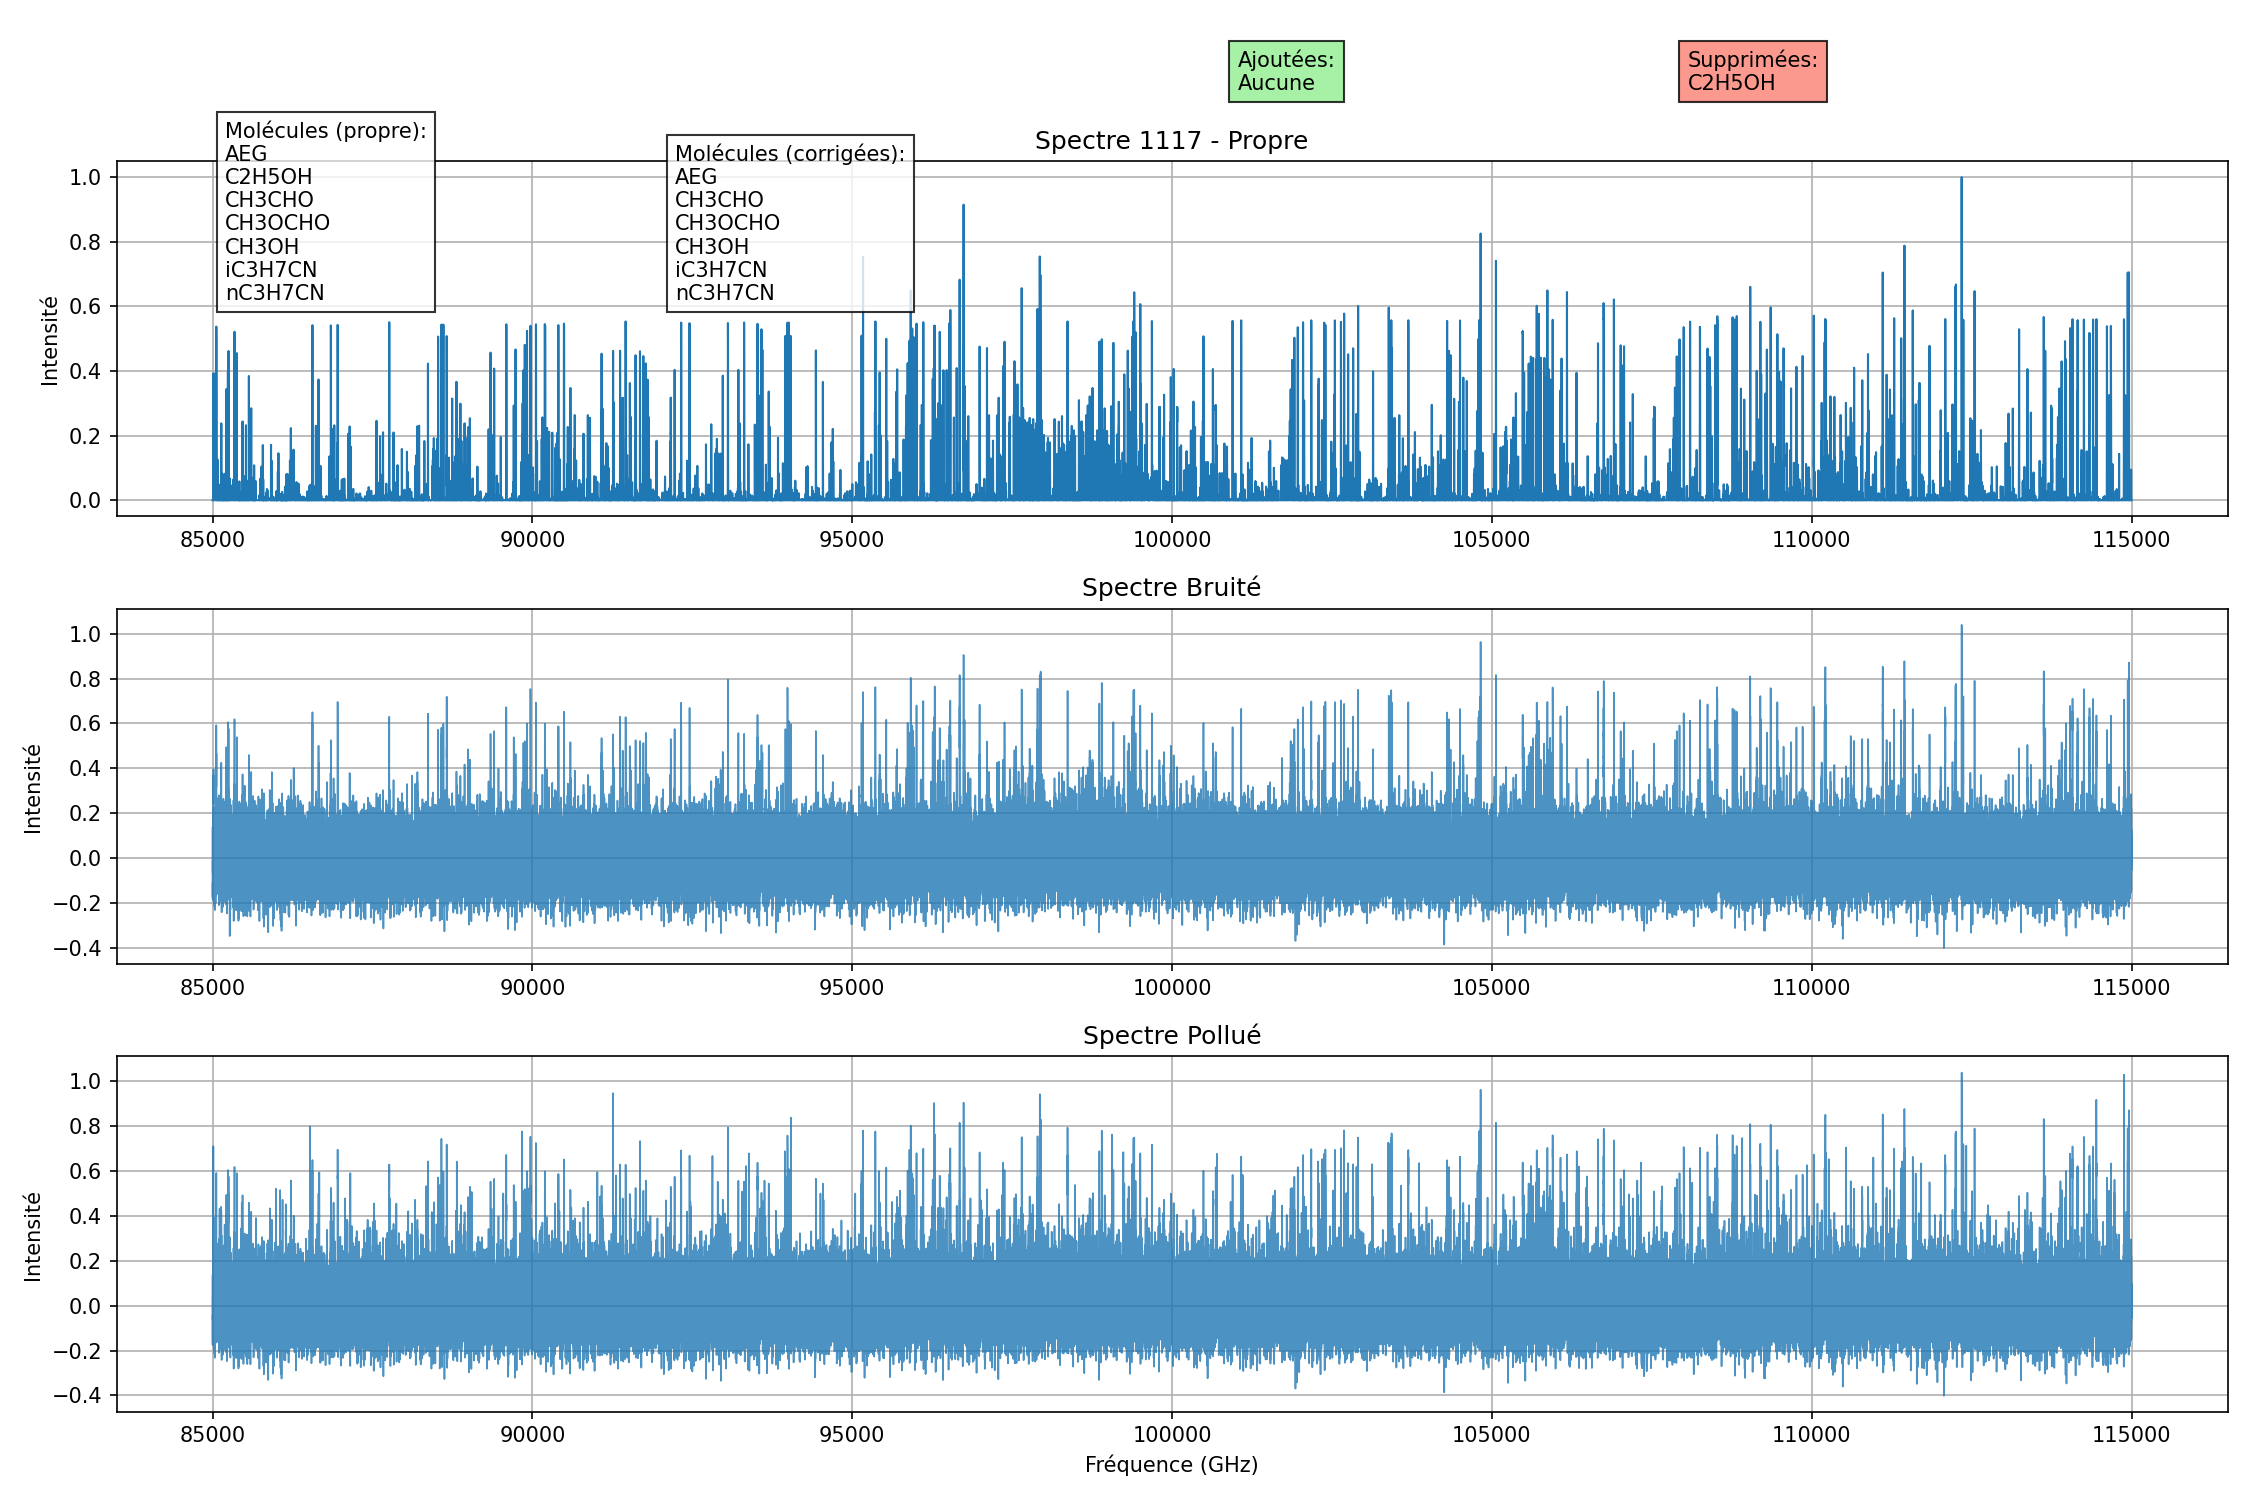 Ajoutées:
Aucune
Supprimées:
C2H5OH
Molécules (propre):
AEG
C2H5OH
CH3CHO
CH3OCHO
CH3OH
iC3H7CN
nC3H7CN
Molécules (corrigées):
AEG
CH3CHO
CH3OCHO
CH3OH
iC3H7CN
nC3H7CN
Spectre 1117 - Propre
Intensité
1.0
0.8
0.6
0.4
0.2
0.0
85000 90000 95000 100000 105000 110000 115000
Spectre Bruité
Intensité
1.0
0.8
0.6
0.4
0.2
0.0
−0.2
−0.4
85000 90000 95000 100000 105000 110000 115000
Spectre Pollué
Intensité
1.0
0.8
0.6
0.4
0.2
0.0
−0.2
−0.4
85000 90000 95000 100000 105000 110000 115000
Fréquence (GHz)